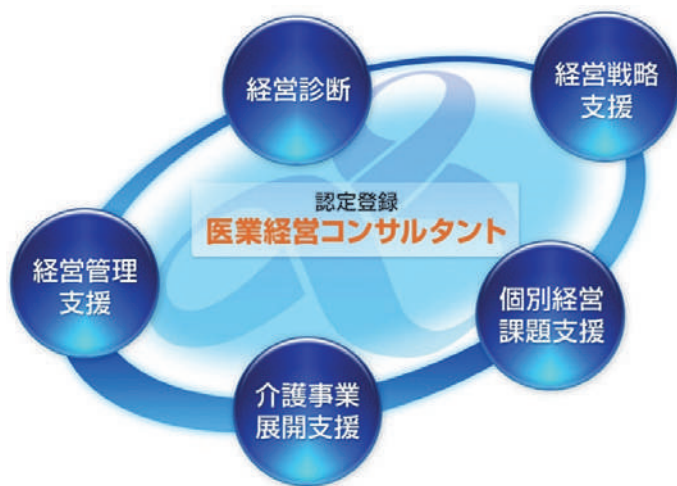 経営診断
経営戦略
支援
認定登録
医業経営コンサルタント
経営管理
支援
個別経営
課題支援
介護事業
展開支援